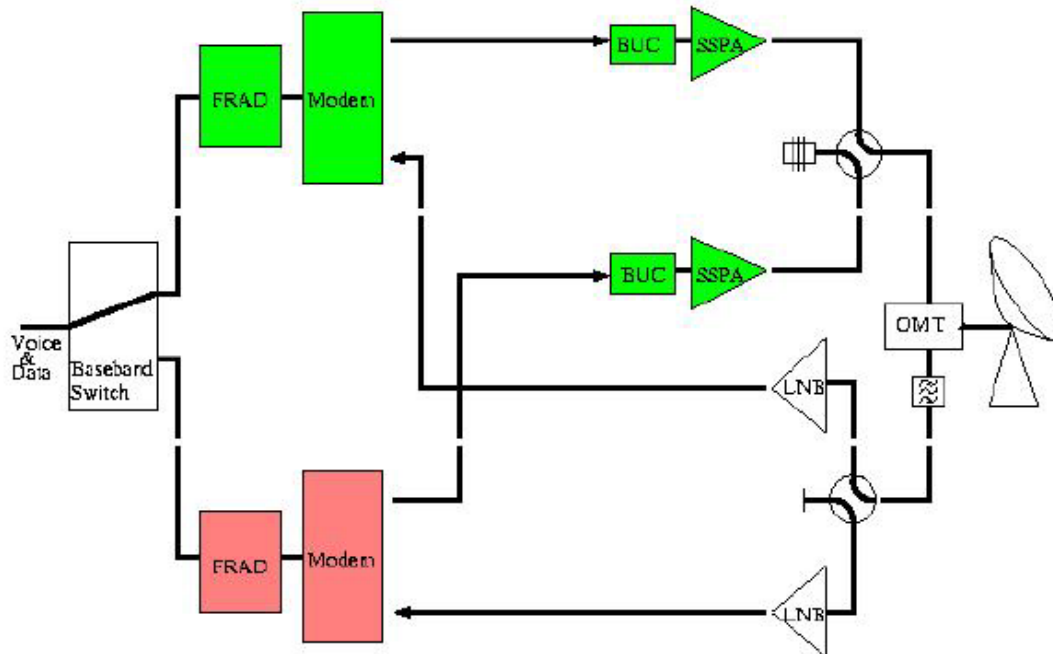 BUC
SSPA
FRAD
Modem
BUC
SSPA
OMT
Voice
&
Data
Baseband
Switch
LNB
FRAD
Modem
LNB